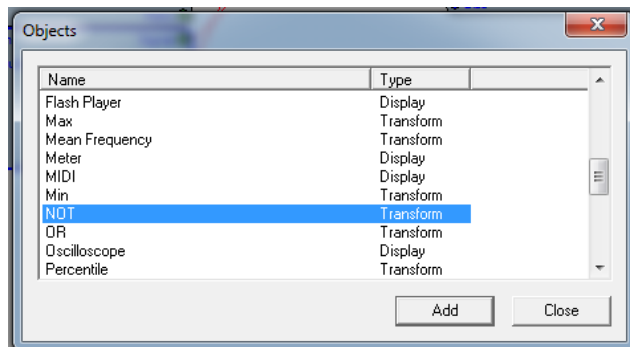 Objects
Name Type
Flash Player Display
Max Transform
Mean Frequency Transform
Meter Display
MIDI Display
Min Transform
NOT Transform
OR Transform
Oscilloscope Display
Percentile Transform
Add Close